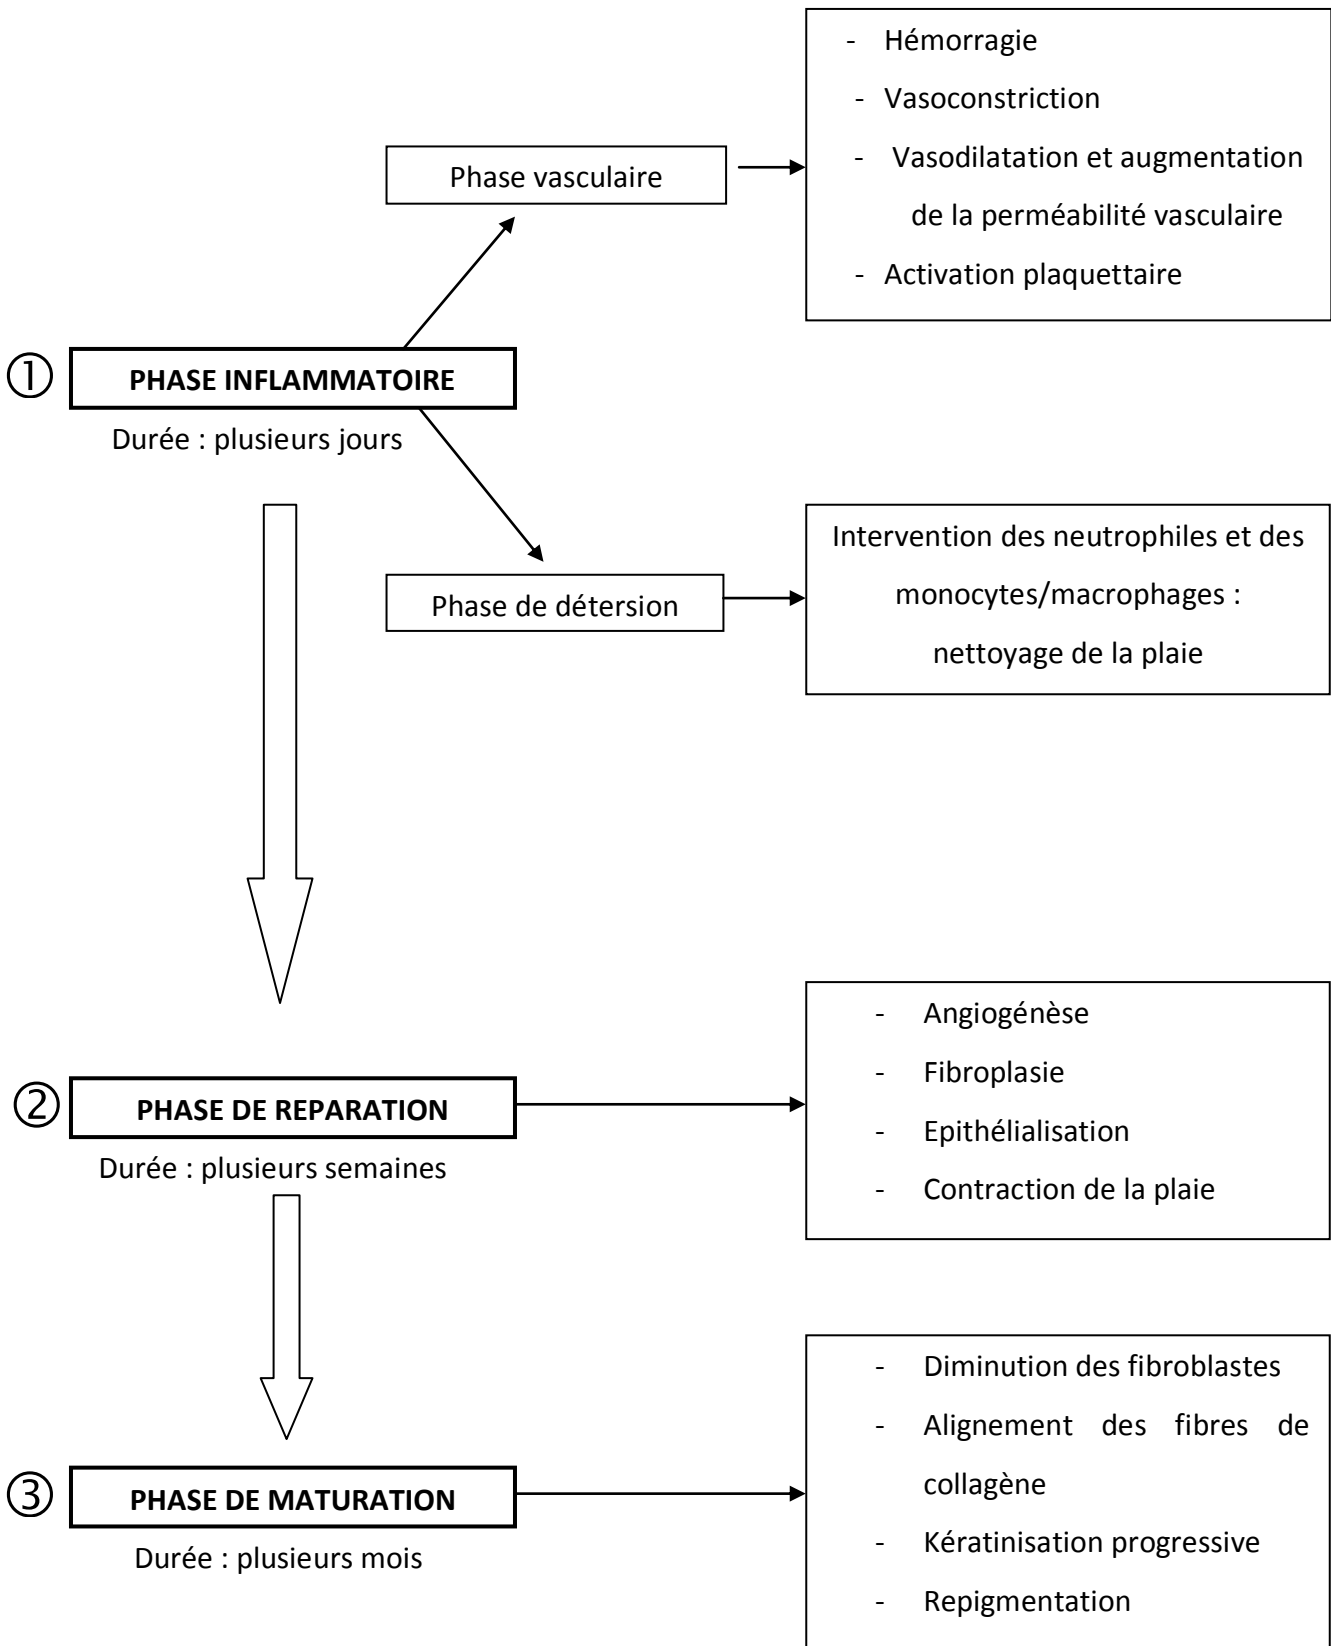 - Hémorragie
- Vasoconstriction
- Vasodilatation et augmentation
de la perméabilité vasculaire
- Activation plaquettaire
Phase vasculaire
① PHASE INFLAMMATOIRE
Durée : plusieurs jours
Phase de détersion
Intervention des neutrophiles et des
monocytes/macrophages :
nettoyage de la plaie
② PHASE DE REPARATION
Durée : plusieurs semaines
- Angiogénèse
- Fibroplasie
- Epithélialisation
- Contraction de la plaie
③ PHASE DE MATURATION
Durée : plusieurs mois
- Diminution des fibroblastes
- Alignement des fibres de
collagène
- Kératinisation progressive
- Repigmentation